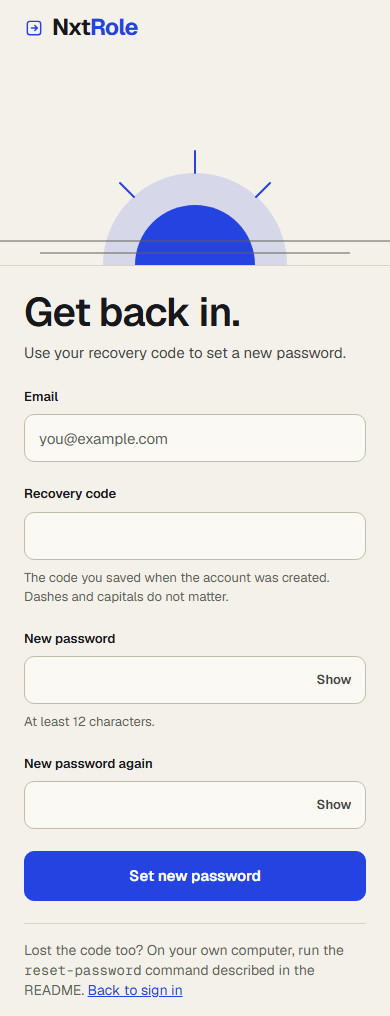 NxtRole
Get back in.
Use your recovery code to set a new password.
Email
you@example.com
Recovery code
The code you saved when the account was created.
Dashes and capitals do not matter.
New password
Show
At least 12 characters.
New password again
Show
Set new password
Lost the code too? On your own computer, run the
reset-password command described in the
README. Back to sign in